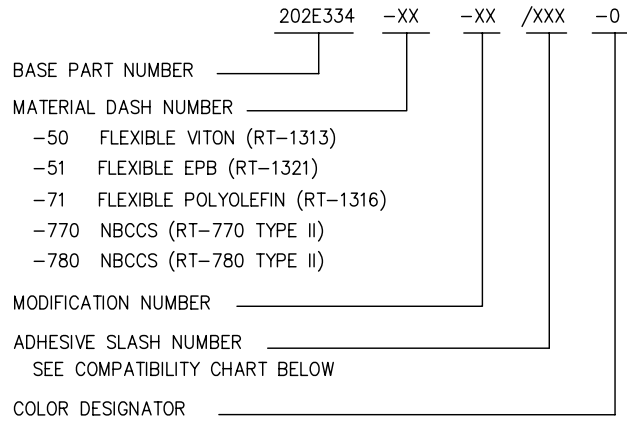 202E334 -XX -XX /XXX -0
BASE PART NUMBER
MATERIAL DASH NUMBER
-50 FLEXIBLE VITON (RT-1313)
-51 FLEXIBLE EPB (RT-1321)
-71 FLEXIBLE POLYOLEFIN (RT-1316)
-770 NBCCS (RT-770 TYPE II)
-780 NBCCS (RT-780 TYPE II)
MODIFICATION NUMBER
ADHESIVE SLASH NUMBER
SEE COMPATIBILITY CHART BELOW
COLOR DESIGNATOR